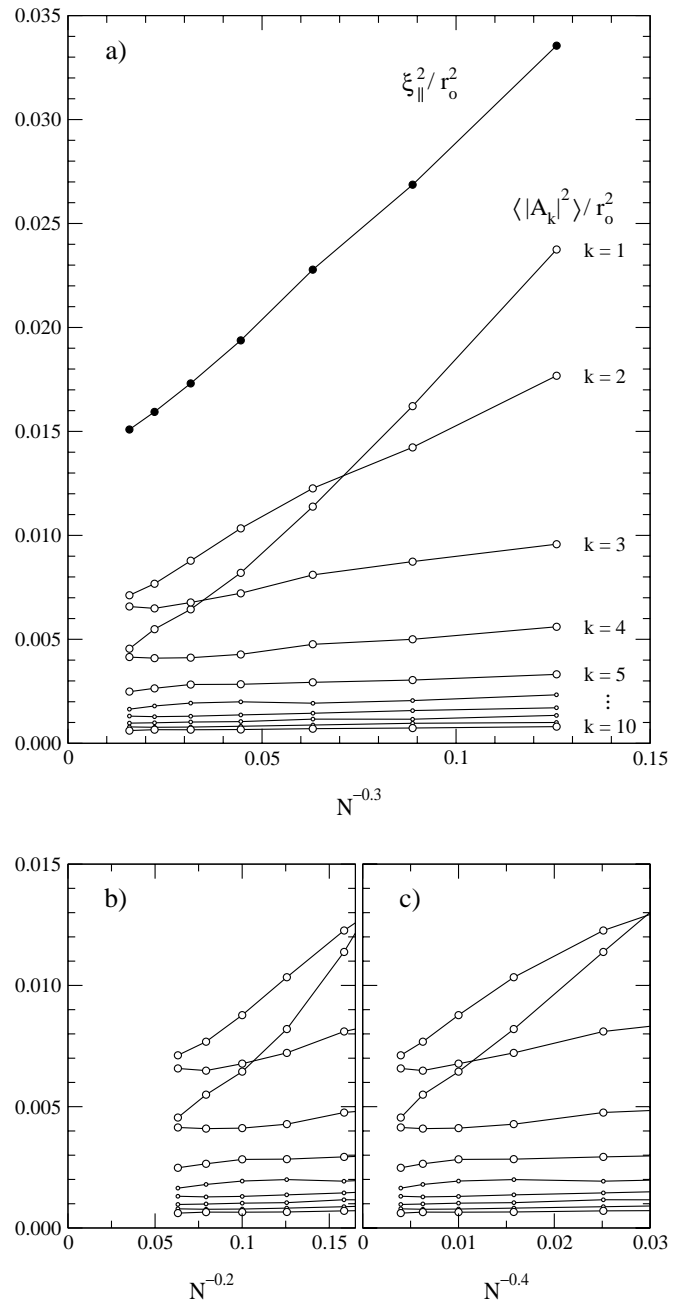 0.035
a)
ξ∥²/r₀²
0.030
⟨|Aₖ|²⟩/r₀²
0.025
k = 1
0.020
k = 2
0.015
0.010
k = 3
k = 4
0.005
k = 5
⋮
k = 10
0.000
0 0.05 0.1 0.15
N^−0.3
0.015
b) c)
0.010
0.005
0.000
0 0.05 0.1 0.15 0 0.01 0.02 0.03
N^−0.2 N^−0.4